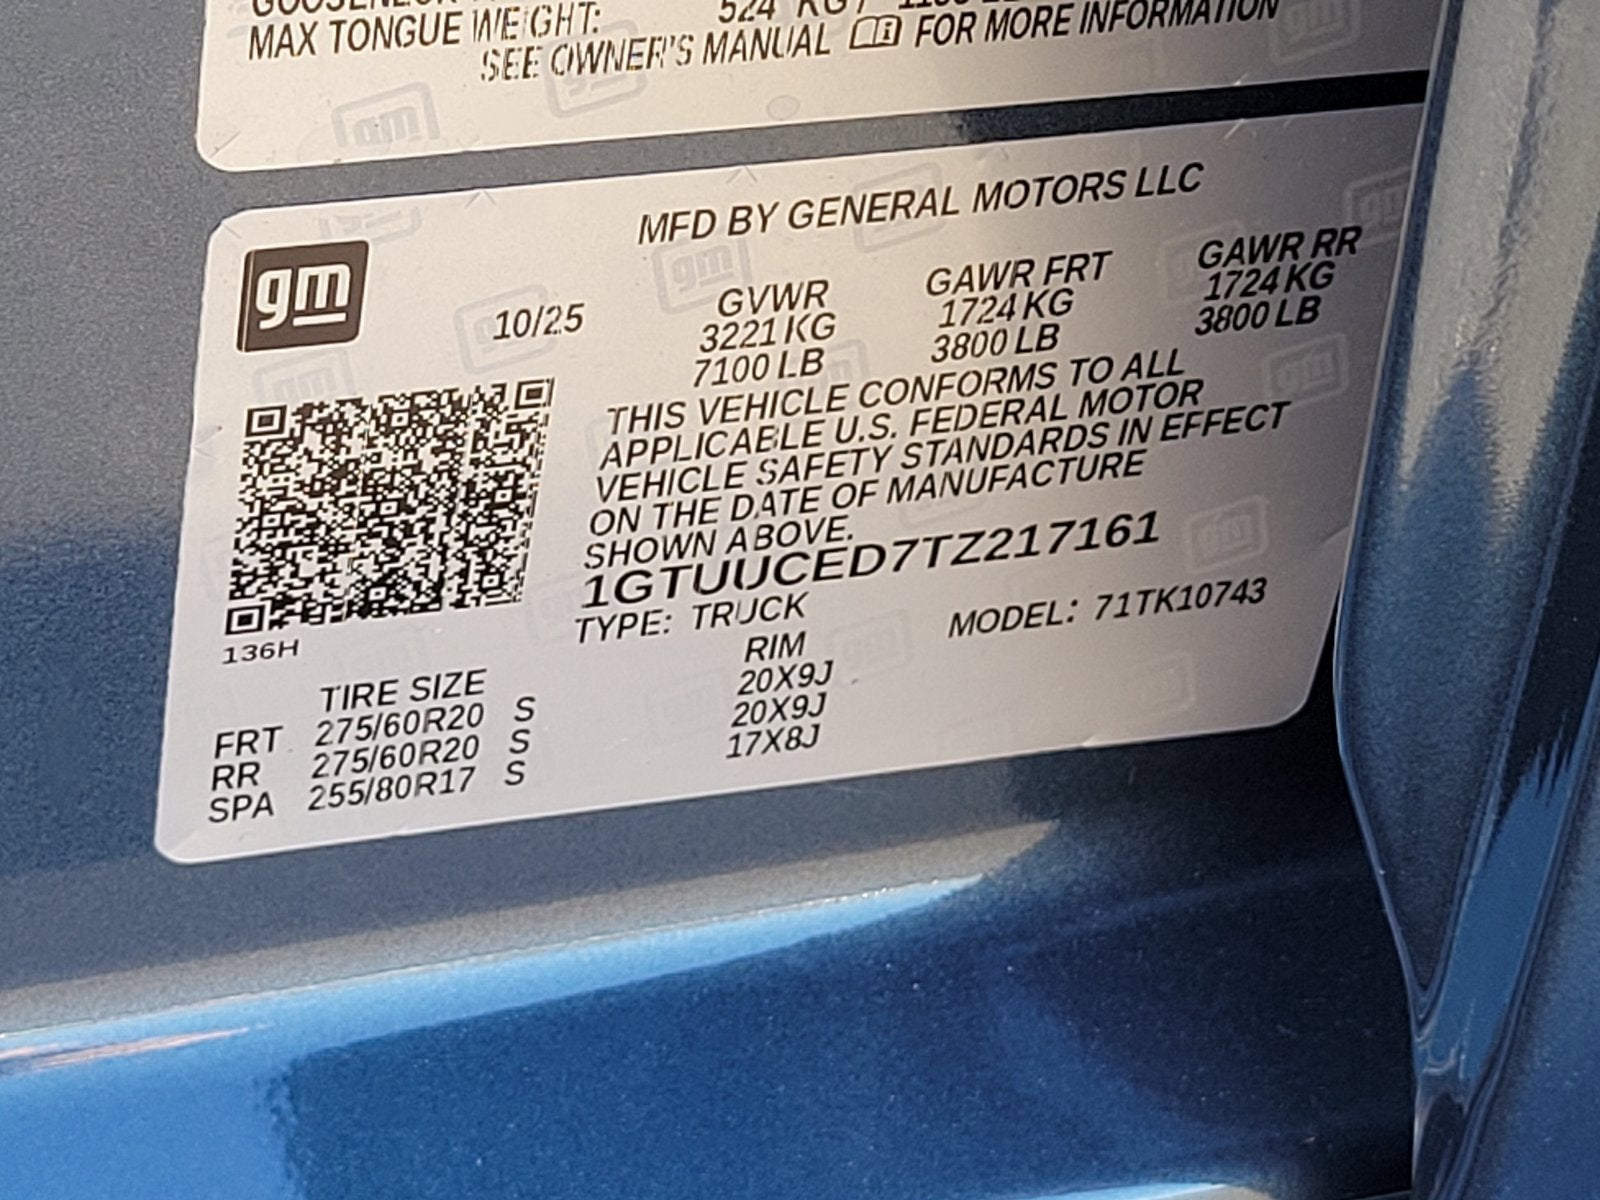 MAX TONGUE WEIGHT: 524 KG /
SEE OWNER'S MANUAL FOR MORE INFORMATION
gm
MFD BY GENERAL MOTORS LLC
10/25
GVWR GAWR FRT GAWR RR
3221 KG 1724 KG 1724 KG
7100 LB 3800 LB 3800 LB
THIS VEHICLE CONFORMS TO ALL
APPLICABLE U.S. FEDERAL MOTOR
VEHICLE SAFETY STANDARDS IN EFFECT
ON THE DATE OF MANUFACTURE
SHOWN ABOVE.
1GTUUCED7TZ217161
TYPE: TRUCK MODEL: 71TK10743
136H
TIRE SIZE RIM
FRT 275/60R20 S 20X9J
RR 275/60R20 S 20X9J
SPA 255/80R17 S 17X8J